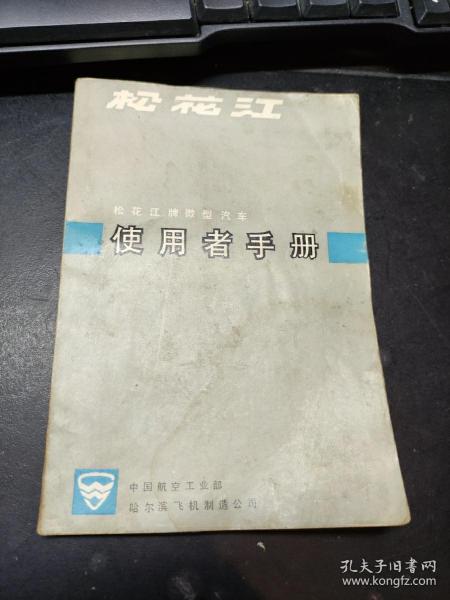 松花江
松花江牌微型汽车
使用者手册
中国航空工业部
哈尔滨飞机制造公司
孔夫子旧书网
www.kongfz.com